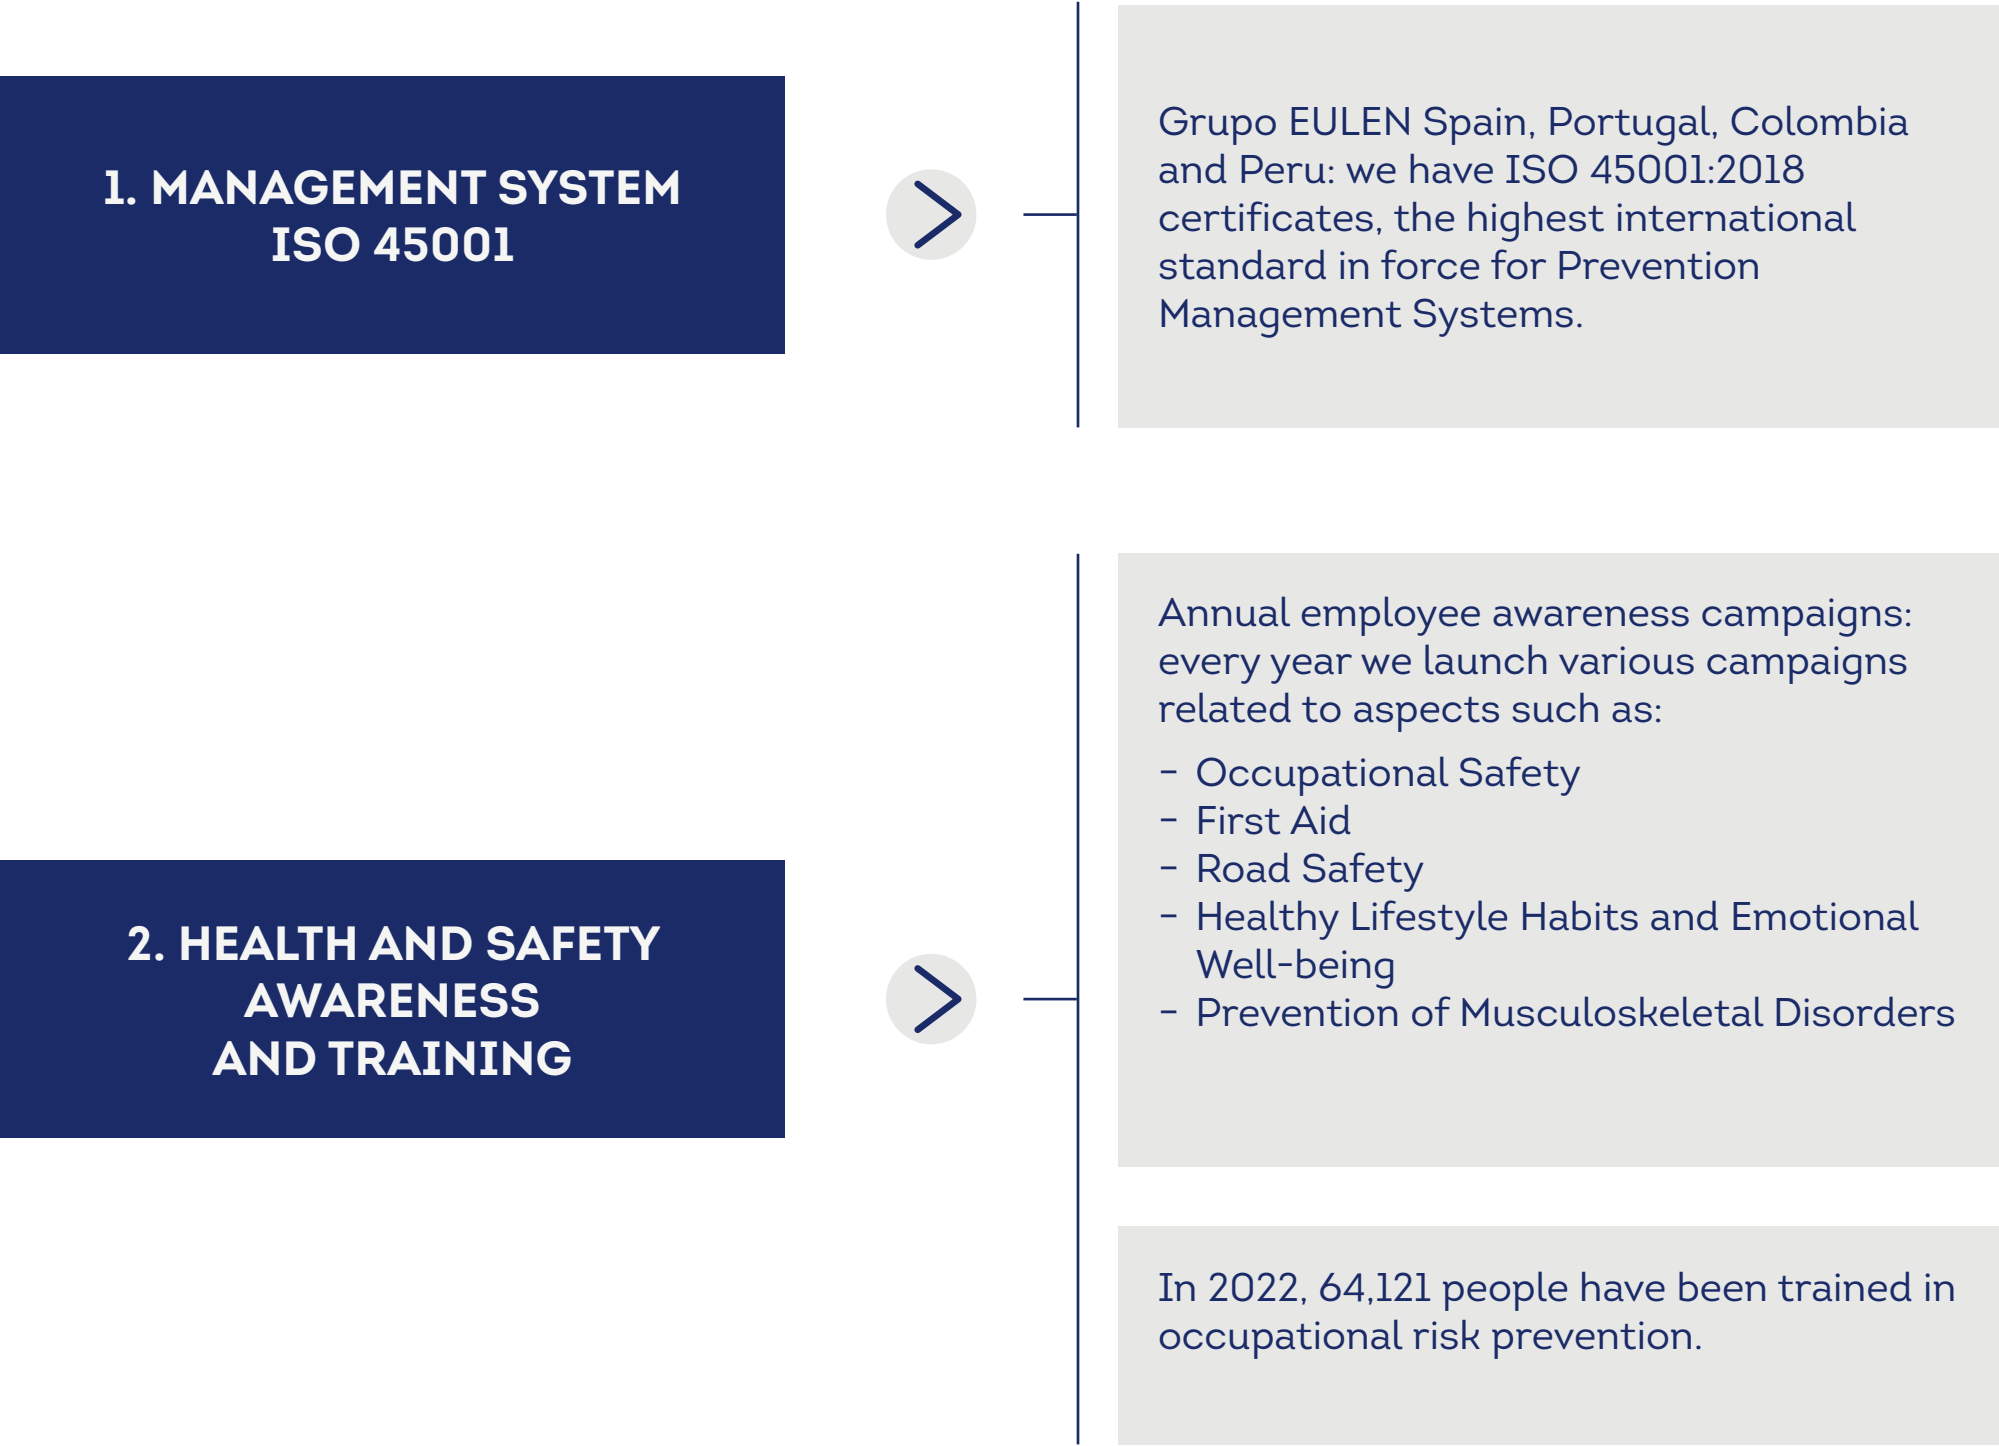 1. MANAGEMENT SYSTEM
ISO 45001
Grupo EULEN Spain, Portugal, Colombia
and Peru: we have ISO 45001:2018
certificates, the highest international
standard in force for Prevention
Management Systems.
2. HEALTH AND SAFETY
AWARENESS
AND TRAINING
Annual employee awareness campaigns:
every year we launch various campaigns
related to aspects such as:
- Occupational Safety
- First Aid
- Road Safety
- Healthy Lifestyle Habits and Emotional
Well-being
- Prevention of Musculoskeletal Disorders
In 2022, 64,121 people have been trained in
occupational risk prevention.